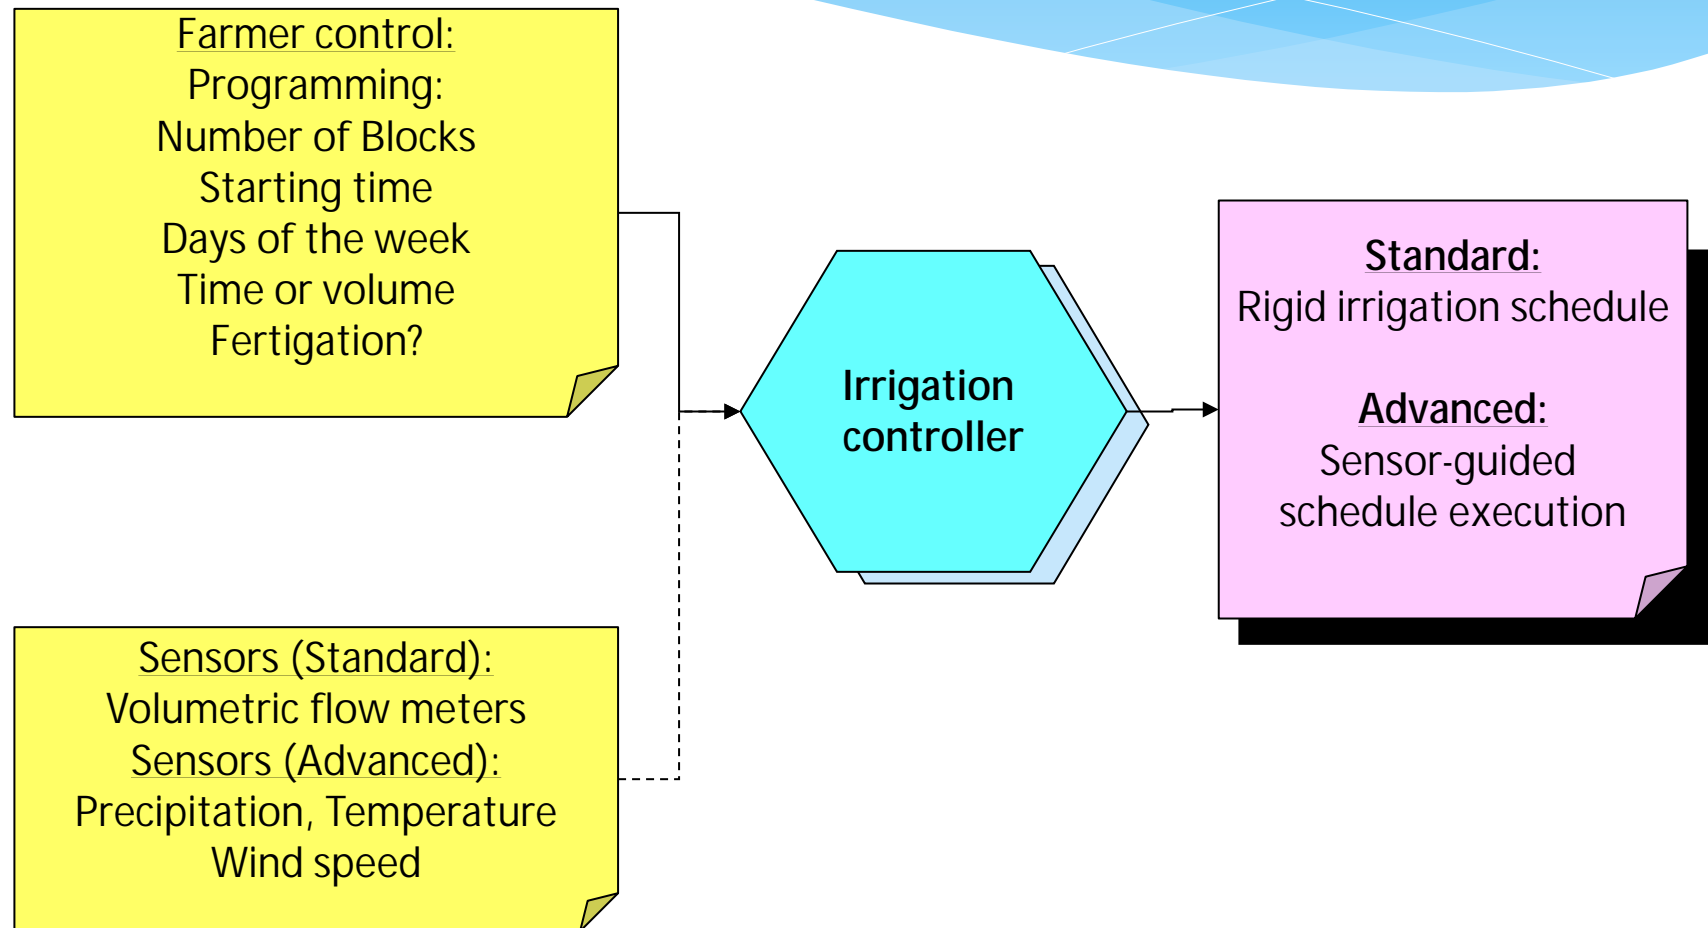 Farmer control:
Programming:
Number of Blocks
Starting time
Days of the week
Time or volume
Fertigation?
Sensors (Standard):
Volumetric flow meters
Sensors (Advanced):
Precipitation, Temperature
Wind speed
Irrigation
controller
Standard:
Rigid irrigation schedule
Advanced:
Sensor-guided
schedule execution